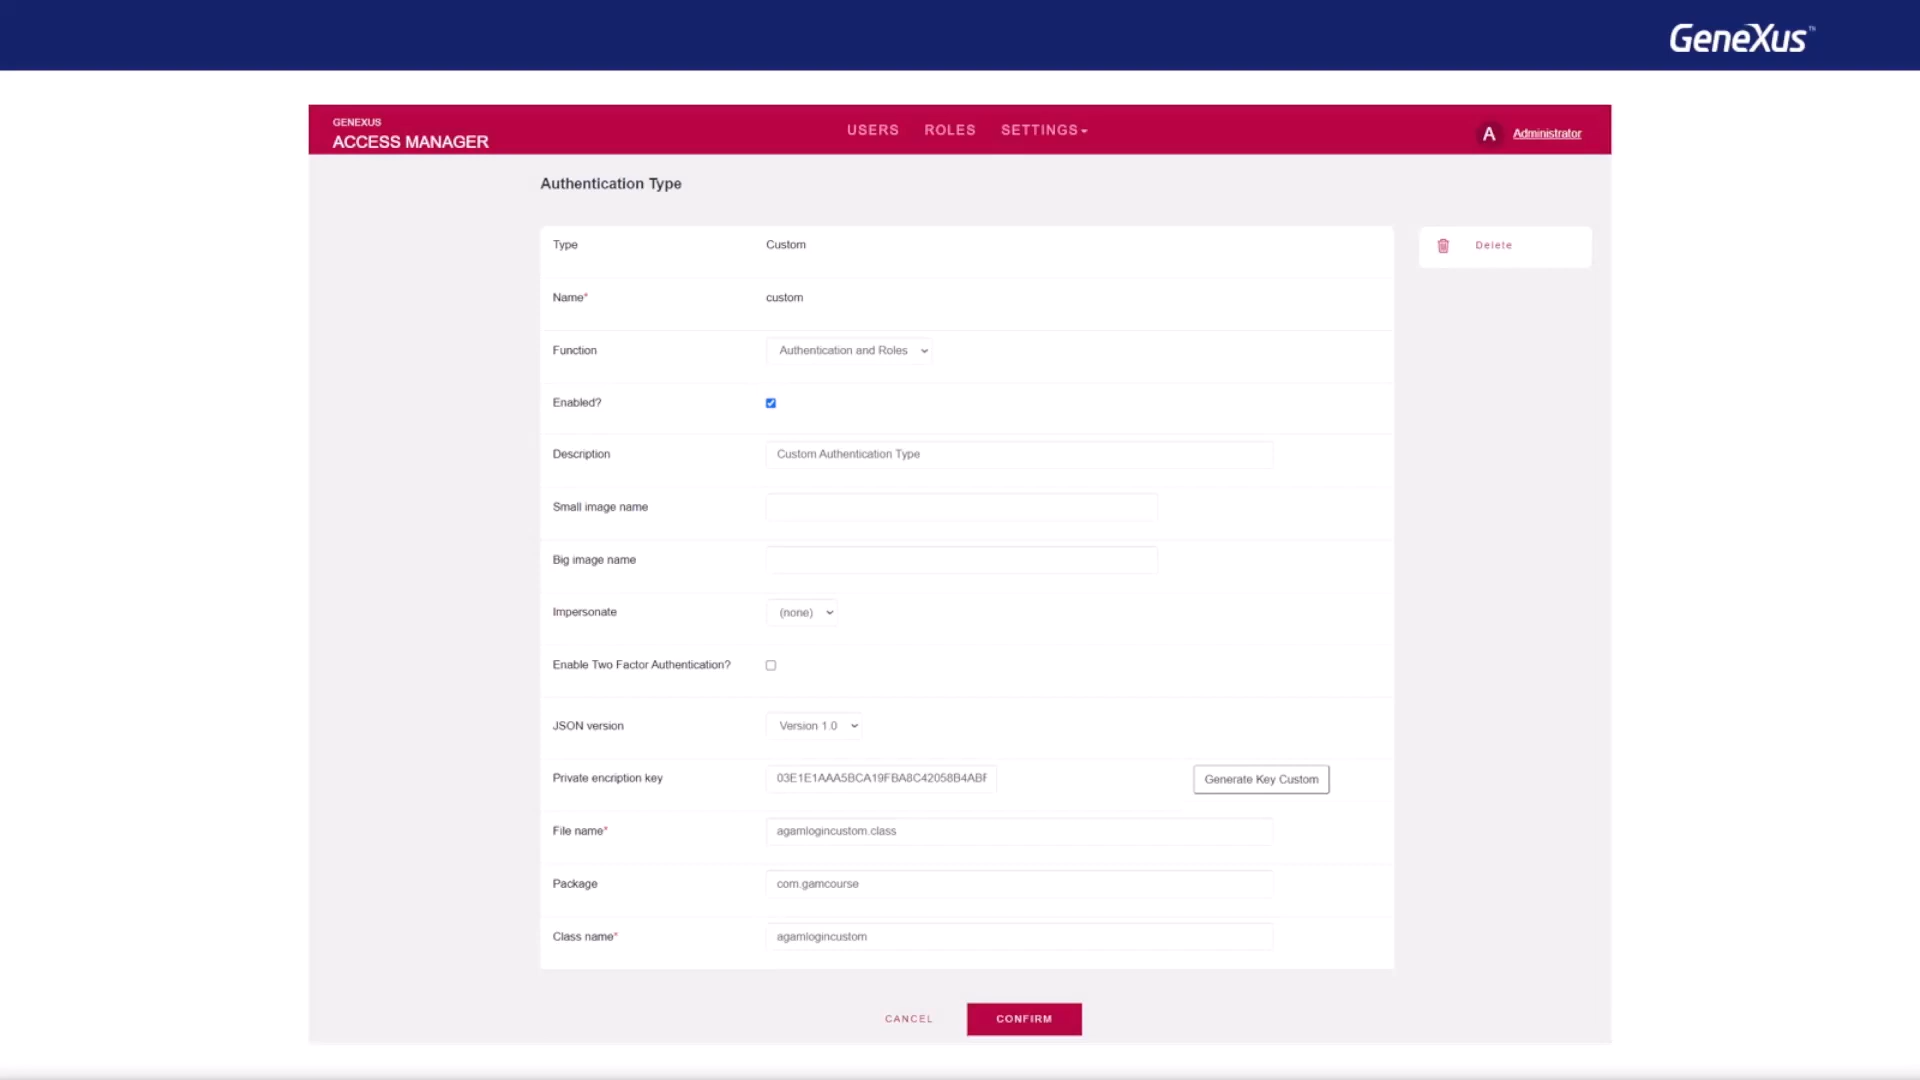 GeneXus™
GENEXUS
ACCESS MANAGER
USERS ROLES SETTINGS
A Administrator
Authentication Type
Type Custom
Delete
Name* custom
Function Authentication and Roles
Enabled?
Description Custom Authentication Type
Small image name
Big image name
Impersonate (none)
Enable Two Factor Authentication?
JSON version Version 1.0
Private encription key 03E1E1AAA5BCA19FBA8C42058B4ABF Generate Key Custom
File name* agamlogincustom.class
Package com.gamcourse
Class name* agamlogincustom
CANCEL CONFIRM